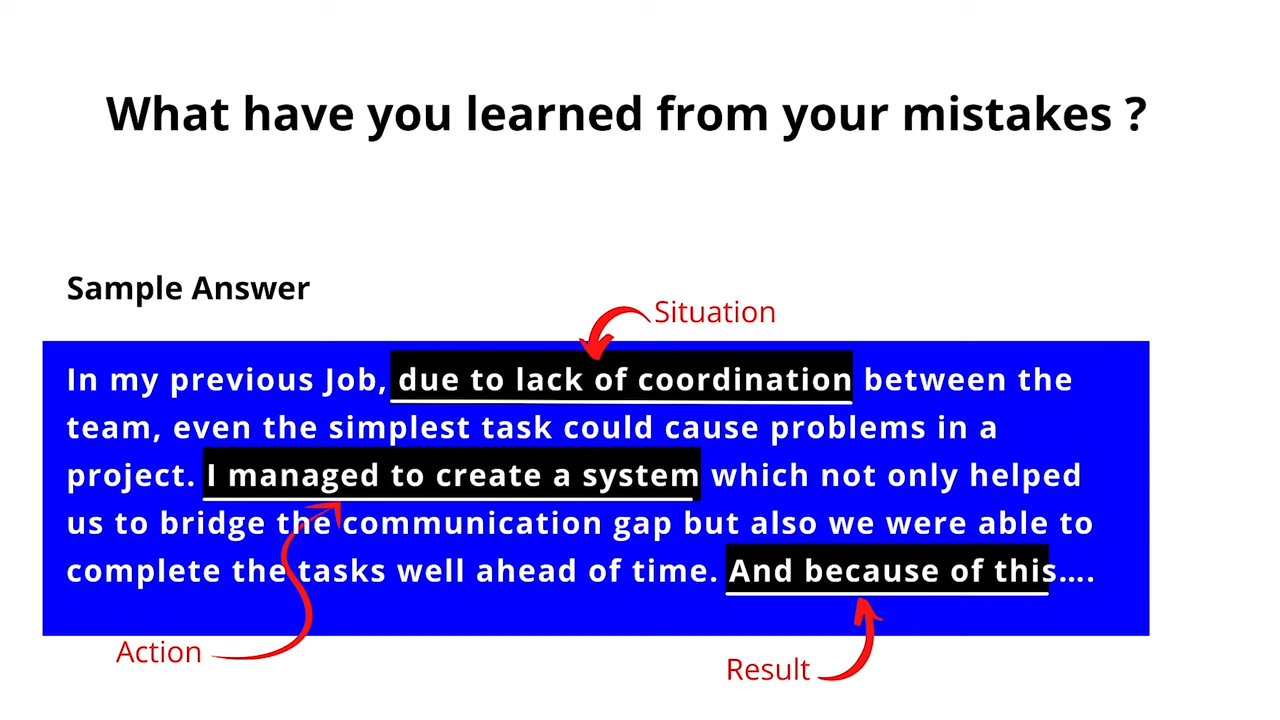 What have you learned from your mistakes ?
Sample Answer
Situation
In my previous Job, due to lack of coordination between the
team, even the simplest task could cause problems in a
project. I managed to create a system which not only helped
us to bridge the communication gap but also we were able to
complete the tasks well ahead of time. And because of this....
Action
Result